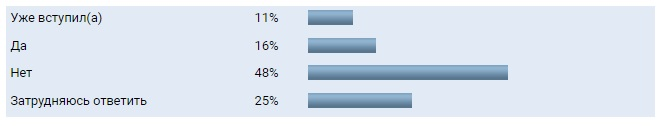 Уже вступил(а) 11%
Да 16%
Нет 48%
Затрудняюсь ответить 25%